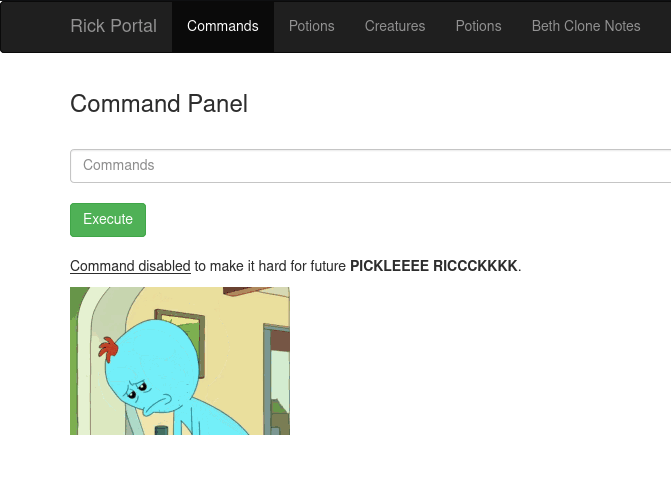 Rick Portal Commands Potions Creatures Potions Beth Clone Notes
Command Panel
Commands
Execute
Command disabled to make it hard for future PICKLEEEE RICCCKKKK.